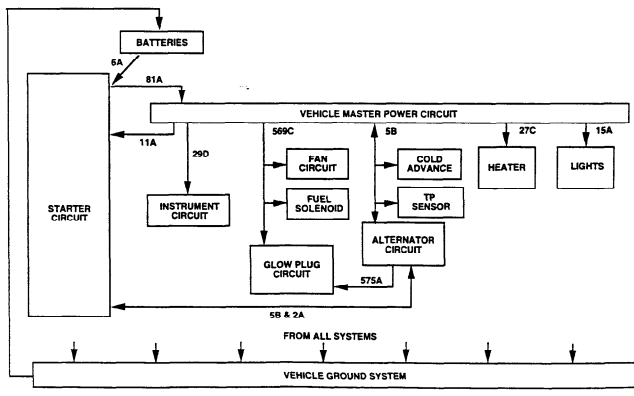 BATTERIES
6A
81A
VEHICLE MASTER POWER CIRCUIT
11A
29D
569C
5B
27C
15A
FAN
CIRCUIT
COLD
ADVANCE
HEATER
LIGHTS
STARTER
CIRCUIT
INSTRUMENT
CIRCUIT
FUEL
SOLENOID
TP
SENSOR
ALTERNATOR
CIRCUIT
GLOW PLUG
CIRCUIT
575A
5B & 2A
FROM ALL SYSTEMS
VEHICLE GROUND SYSTEM